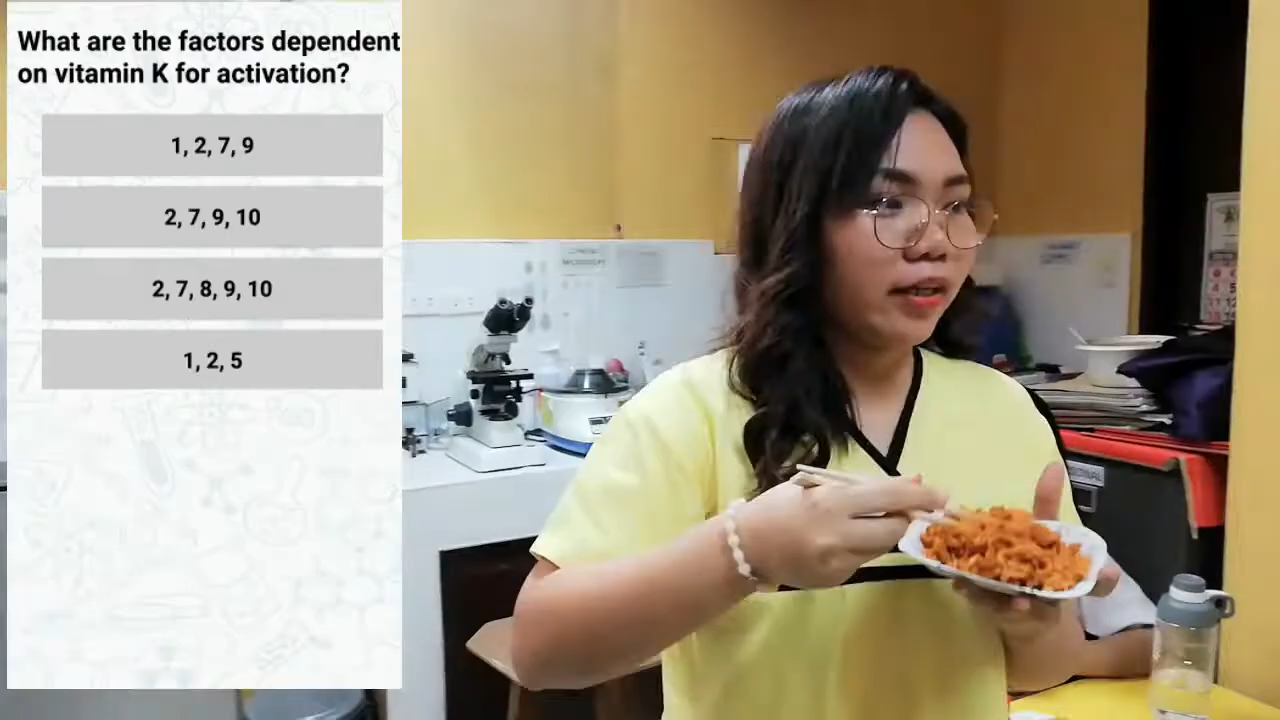 What are the factors dependent
on vitamin K for activation?
1, 2, 7, 9
2, 7, 9, 10
2, 7, 8, 9, 10
1, 2, 5